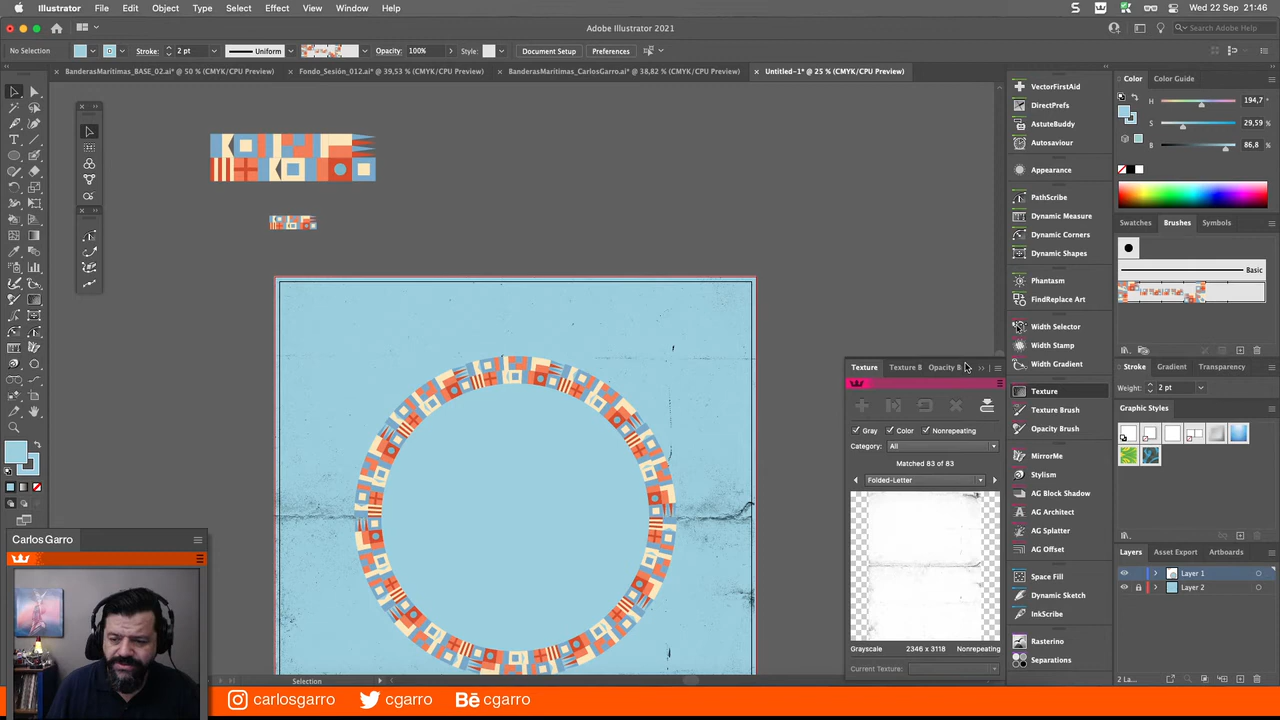 Illustrator File Edit Object Type Select Effect View Window Help
Wed 22 Sep 21:46
Adobe Illustrator 2021
Search Adobe Help
No Selection
Stroke: 2 pt
Uniform
Opacity: 100%
Style:
Document Setup
Preferences
BanderasMarítimas_BASE_02.ai* @ 50 % (CMYK/CPU Preview)
Fondo_Sesión_012.ai* @ 39,53 % (CMYK/CPU Preview)
BanderasMarítimas_CarlosGarro.ai* @ 38,82 % (CMYK/CPU Preview)
Untitled-1* @ 25 % (CMYK/CPU Preview)
VectorFirstAid
DirectPrefs
AstuteBuddy
Autosaviour
Appearance
PathScribe
Dynamic Measure
Dynamic Corners
Dynamic Shapes
Phantasm
FindReplace Art
Width Selector
Width Stamp
Width Gradient
Texture
Texture Brush
Opacity Brush
MirrorMe
Stylism
AG Block Shadow
AG Architect
AG Splatter
AG Offset
Space Fill
Dynamic Sketch
InkScribe
Rasterino
Separations
Color Color Guide
H 194,7 °
S 29,59 %
B 86,8 %
Swatches Brushes Symbols
Basic
Stroke Gradient Transparency
Weight: 2 pt
Graphic Styles
Layers Asset Export Artboards
Layer 1
Layer 2
2 La...
Texture Texture B Opacity B
Gray Color Nonrepeating
Category: All
Matched 83 of 83
Folded-Letter
Grayscale 2346 x 3118 Nonrepeating
Current Texture:
Carlos Garro
Selection
carlosgarro cgarro Bē cgarro